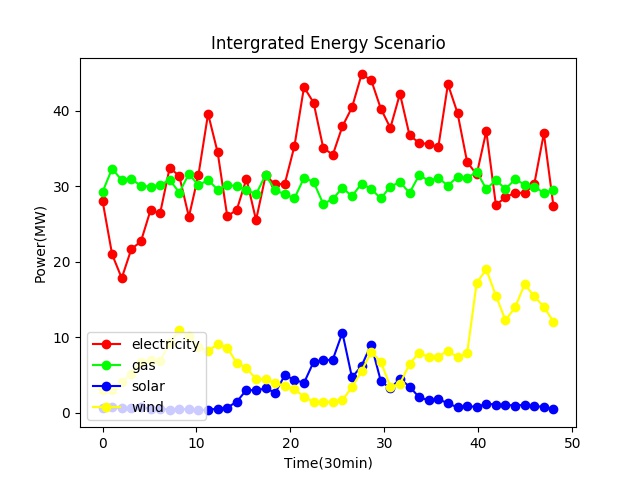 Intergrated Energy Scenario
Power(MW)
40
30
20
10
0
electricity
gas
solar
wind
0 10 20 30 40 50
Time(30min)